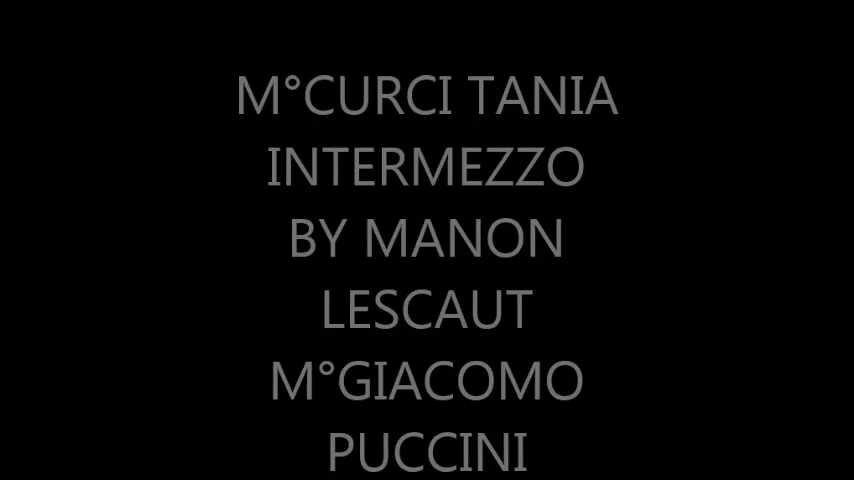 M°CURCI TANIA
INTERMEZZO
BY MANON
LESCAUT
M°GIACOMO
PUCCINI